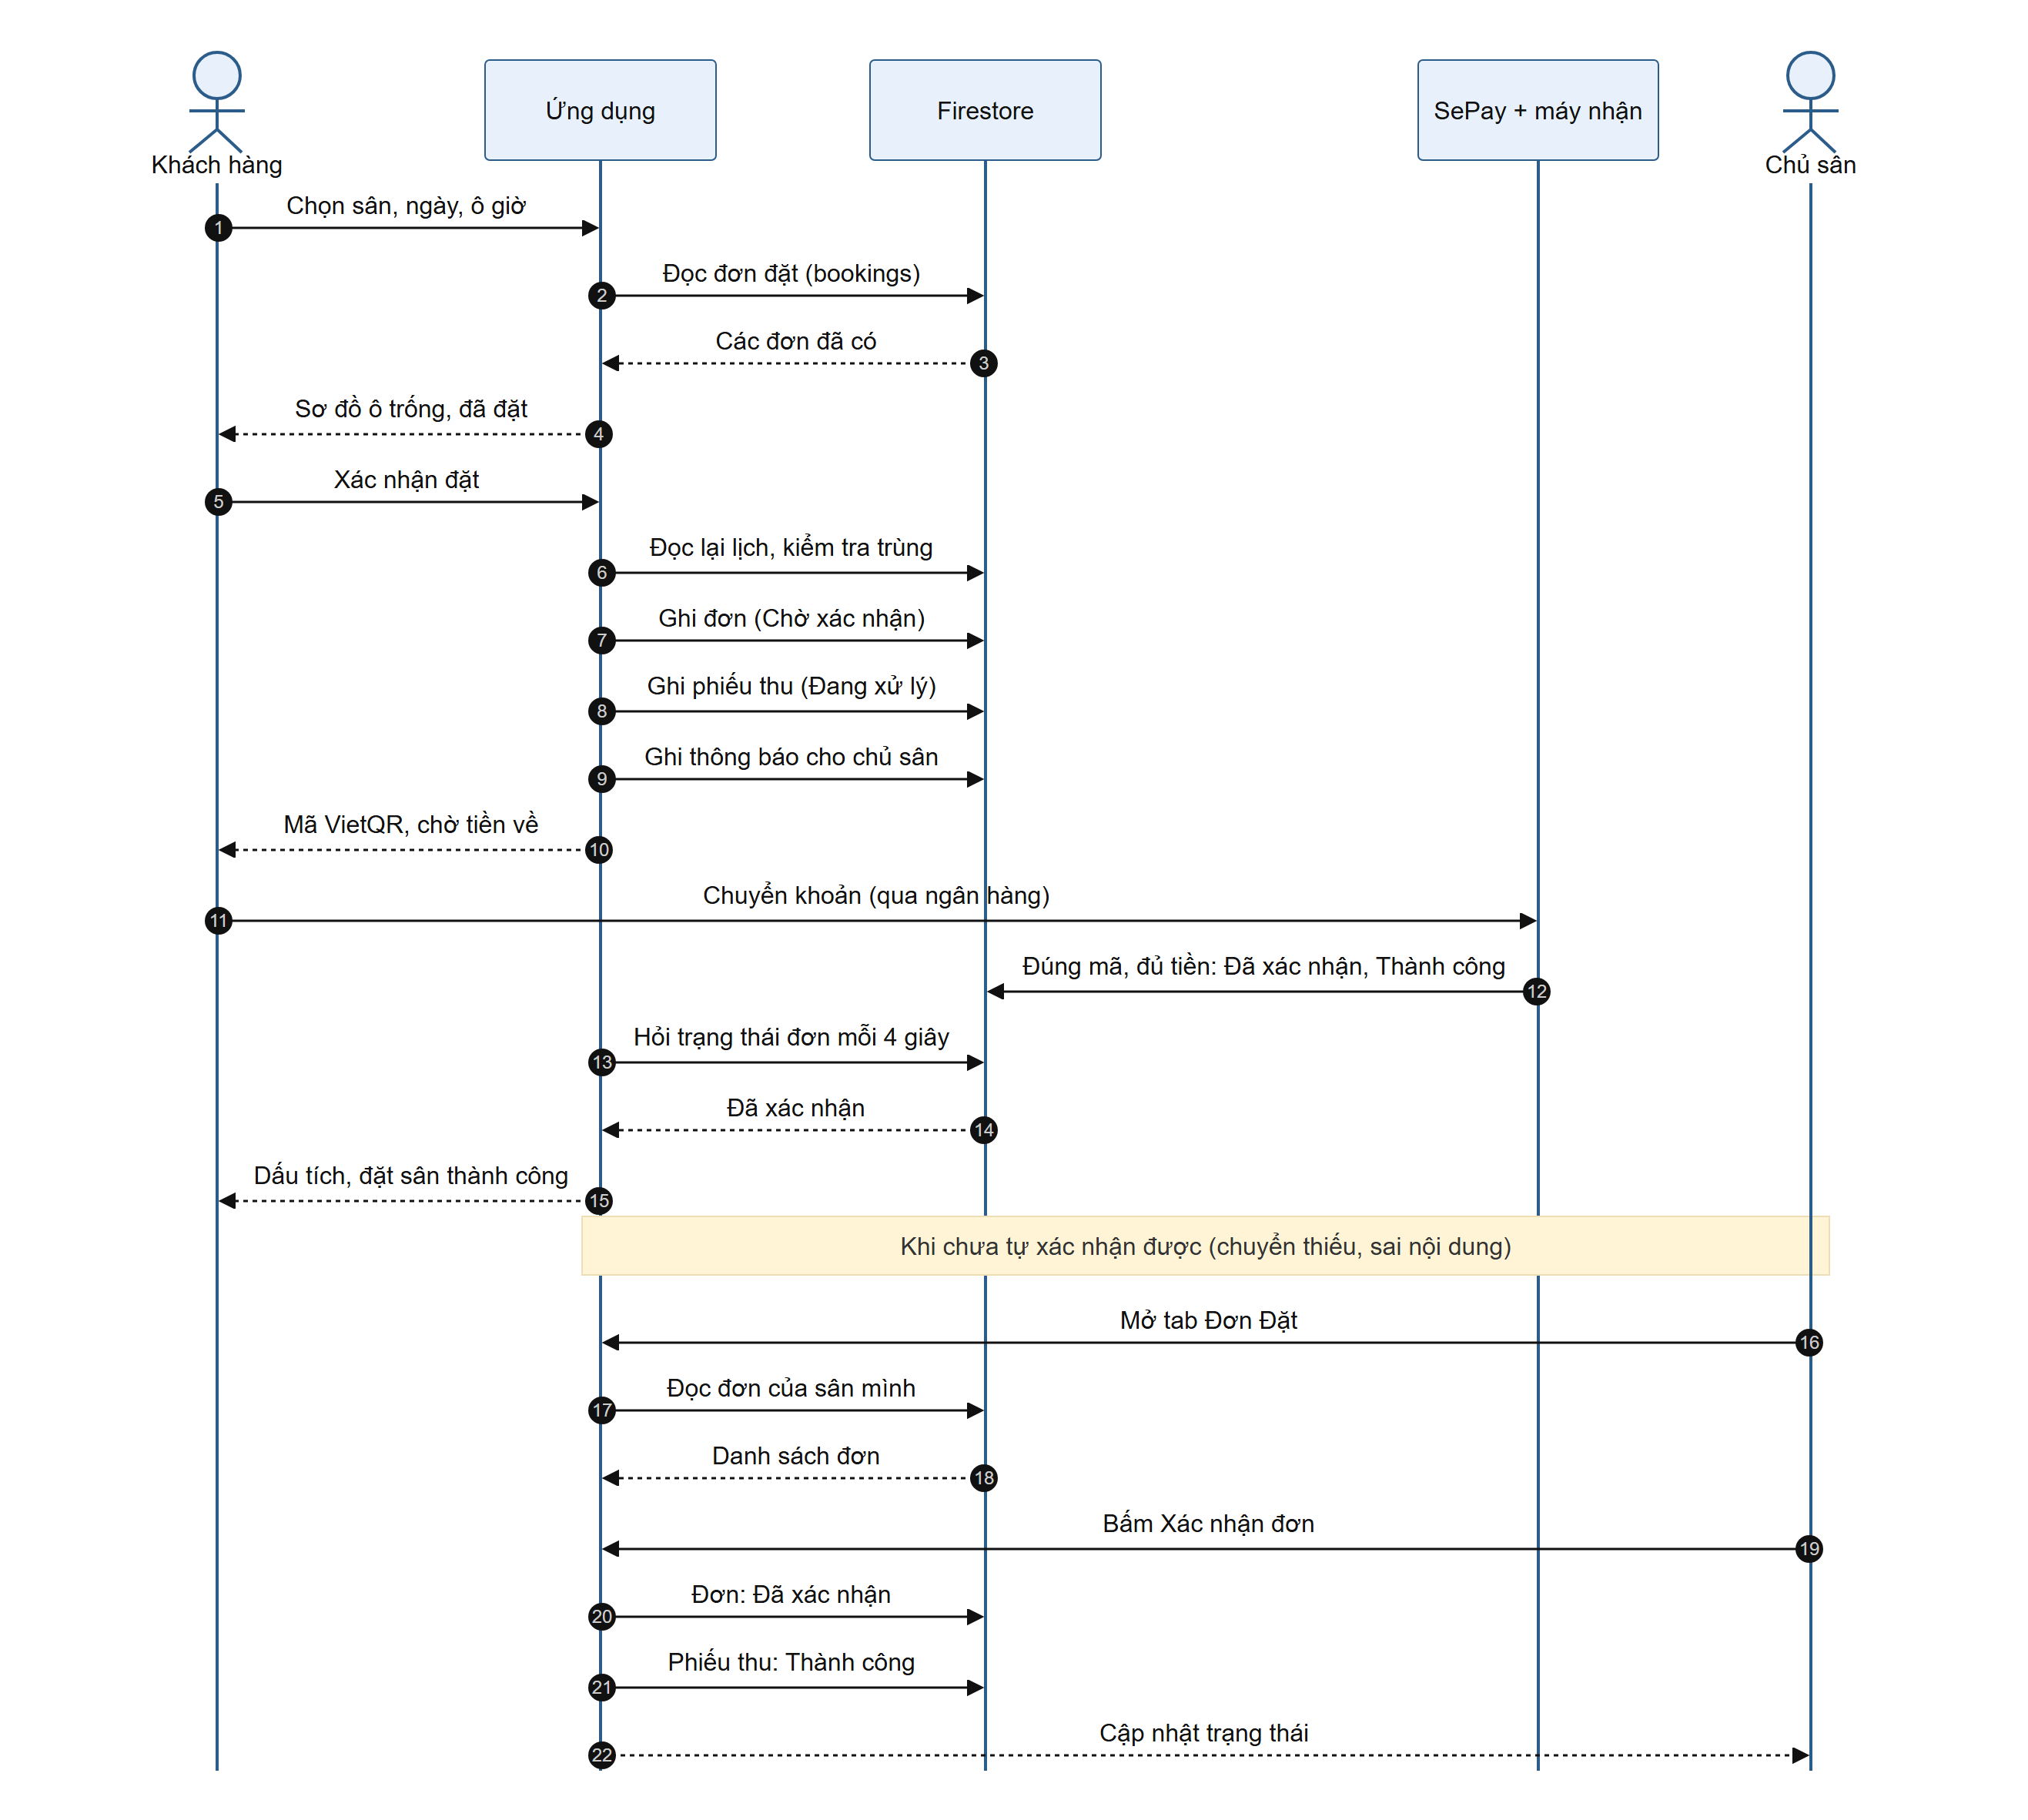 Ứng dụng
Firestore
SePay + máy nhận
Khách hàng
Chủ sân
Chọn sân, ngày, ô giờ
1
Đọc đơn đặt (bookings)
2
Các đơn đã có
3
Sơ đồ ô trống, đã đặt
4
Xác nhận đặt
5
Đọc lại lịch, kiểm tra trùng
6
Ghi đơn (Chờ xác nhận)
7
Ghi phiếu thu (Đang xử lý)
8
Ghi thông báo cho chủ sân
9
Mã VietQR, chờ tiền về
10
Chuyển khoản (qua ngân hàng)
11
Đúng mã, đủ tiền: Đã xác nhận, Thành công
12
Hỏi trạng thái đơn mỗi 4 giây
13
Đã xác nhận
14
Dấu tích, đặt sân thành công
15
Khi chưa tự xác nhận được (chuyển thiếu, sai nội dung)
Mở tab Đơn Đặt
16
Đọc đơn của sân mình
17
Danh sách đơn
18
Bấm Xác nhận đơn
19
Đơn: Đã xác nhận
20
Phiếu thu: Thành công
21
Cập nhật trạng thái
22